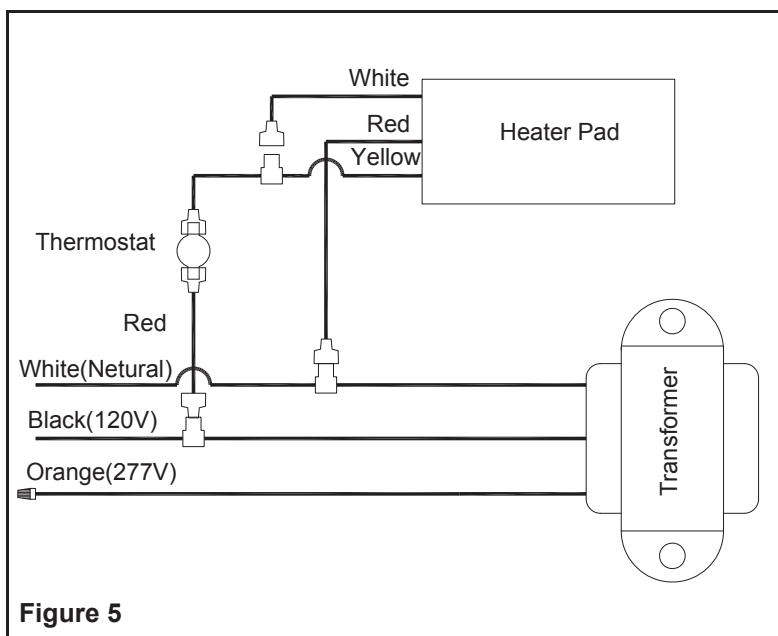 White
Red
Heater Pad
Yellow
Thermostat
Red
White(Netural)
Transformer
Black(120V)
Orange(277V)
Figure 5